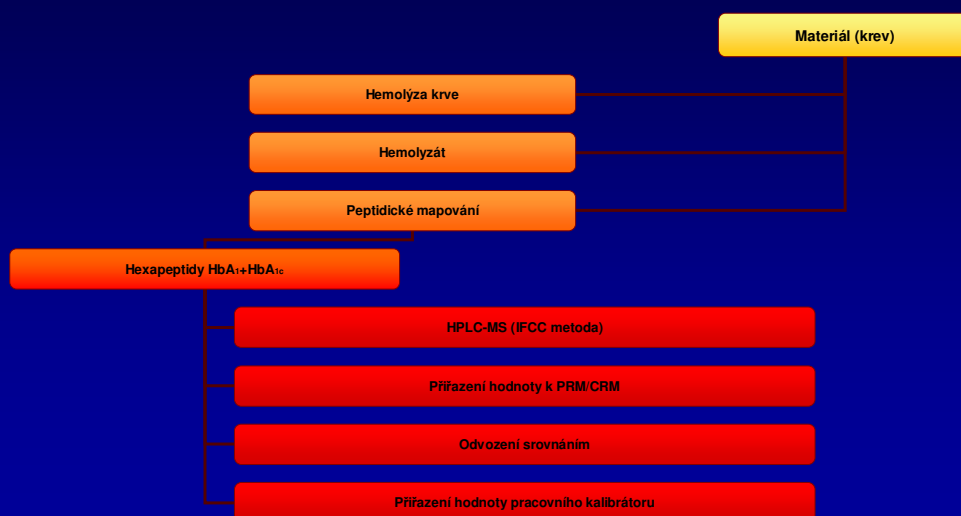 Materiál (krev)
Hemolýza krve
Hemolyzát
Peptidické mapování
Hexapeptidy HbA₁+HbA₁c
HPLC-MS (IFCC metoda)
Přiřazení hodnoty k PRM/CRM
Odvození srovnáním
Přiřazení hodnoty pracovního kalibrátoru